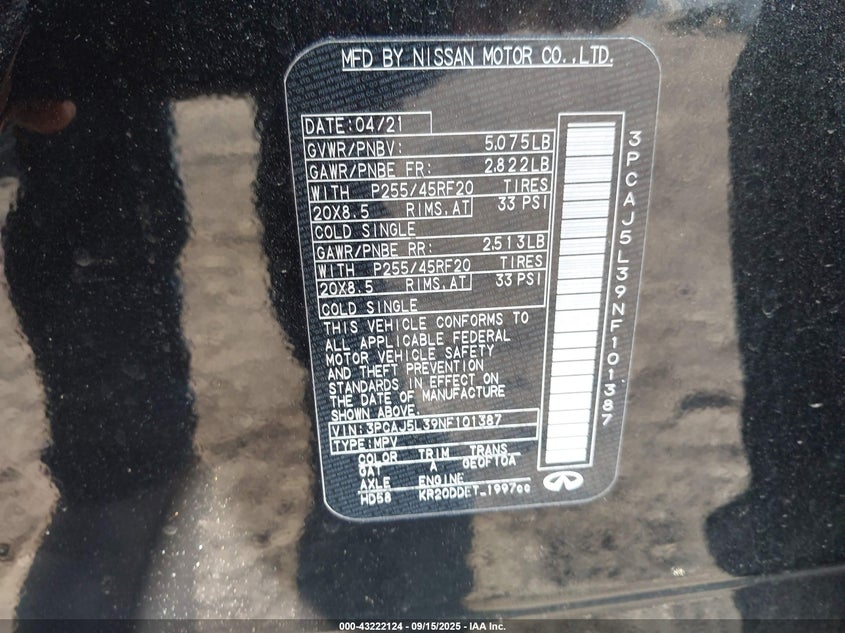 MFD BY NISSAN MOTOR CO.,LTD.
DATE:04/21
GVWR/PNBV: 5,075LB
GAWR/PNBE FR: 2,822LB
WITH P255/45RF20 TIRES
20X8.5 RIMS,AT 33 PSI
COLD SINGLE
GAWR/PNBE RR: 2,513LB
WITH P255/45RF20 TIRES
20X8.5 RIMS,AT 33 PSI
COLD SINGLE
THIS VEHICLE CONFORMS TO
ALL APPLICABLE FEDERAL
MOTOR VEHICLE SAFETY
AND THEFT PREVENTION
STANDARDS IN EFFECT ON
THE DATE OF MANUFACTURE
SHOWN ABOVE.
VIN:3PCAJ5L39NF101387
TYPE:MPV
COLOR TRIM TRANS
GAT A GE0F10A
AXLE ENGINE
HD58 KR20DDET_1997cc
3PCAJ5L39NF101387
000-43222124 - 09/15/2025 - IAA Inc.